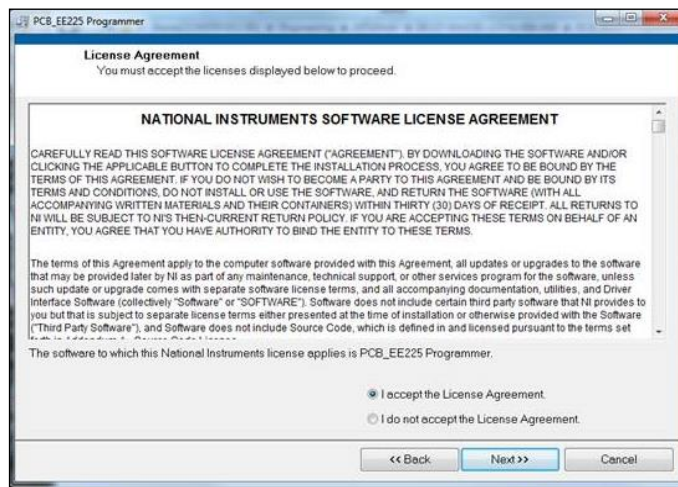 PCB_EE225 Programmer
License Agreement
You must accept the licenses displayed below to proceed.
NATIONAL INSTRUMENTS SOFTWARE LICENSE AGREEMENT
CAREFULLY READ THIS SOFTWARE LICENSE AGREEMENT ("AGREEMENT"). BY DOWNLOADING THE SOFTWARE AND/OR
CLICKING THE APPLICABLE BUTTON TO COMPLETE THE INSTALLATION PROCESS, YOU AGREE TO BE BOUND BY THE
TERMS OF THIS AGREEMENT. IF YOU DO NOT WISH TO BECOME A PARTY TO THIS AGREEMENT AND BE BOUND BY ITS
TERMS AND CONDITIONS, DO NOT INSTALL OR USE THE SOFTWARE, AND RETURN THE SOFTWARE (WITH ALL
ACCOMPANYING WRITTEN MATERIALS AND THEIR CONTAINERS) WITHIN THIRTY (30) DAYS OF RECEIPT. ALL RETURNS TO
NI WILL BE SUBJECT TO NI'S THEN-CURRENT RETURN POLICY. IF YOU ARE ACCEPTING THESE TERMS ON BEHALF OF AN
ENTITY, YOU AGREE THAT YOU HAVE AUTHORITY TO BIND THE ENTITY TO THESE TERMS.
The terms of this Agreement apply to the computer software provided with this Agreement, all updates or upgrades to the software
that may be provided later by NI as part of any maintenance, technical support, or other services program for the software, unless
such update or upgrade comes with separate software license terms, and all accompanying documentation, utilities, and Driver
Interface Software (collectively "Software" or "SOFTWARE"). Software does not include certain third party software that NI provides to
you but that is subject to separate license terms either presented at the time of installation or otherwise provided with the Software
("Third Party Software"), and Software does not include Source Code, which is defined in and licensed pursuant to the terms set
forth in Addendum A - Source Code License.
The software to which this National Instruments license applies is PCB_EE225 Programmer.
I accept the License Agreement.
I do not accept the License Agreement.
<< Back
Next >>
Cancel